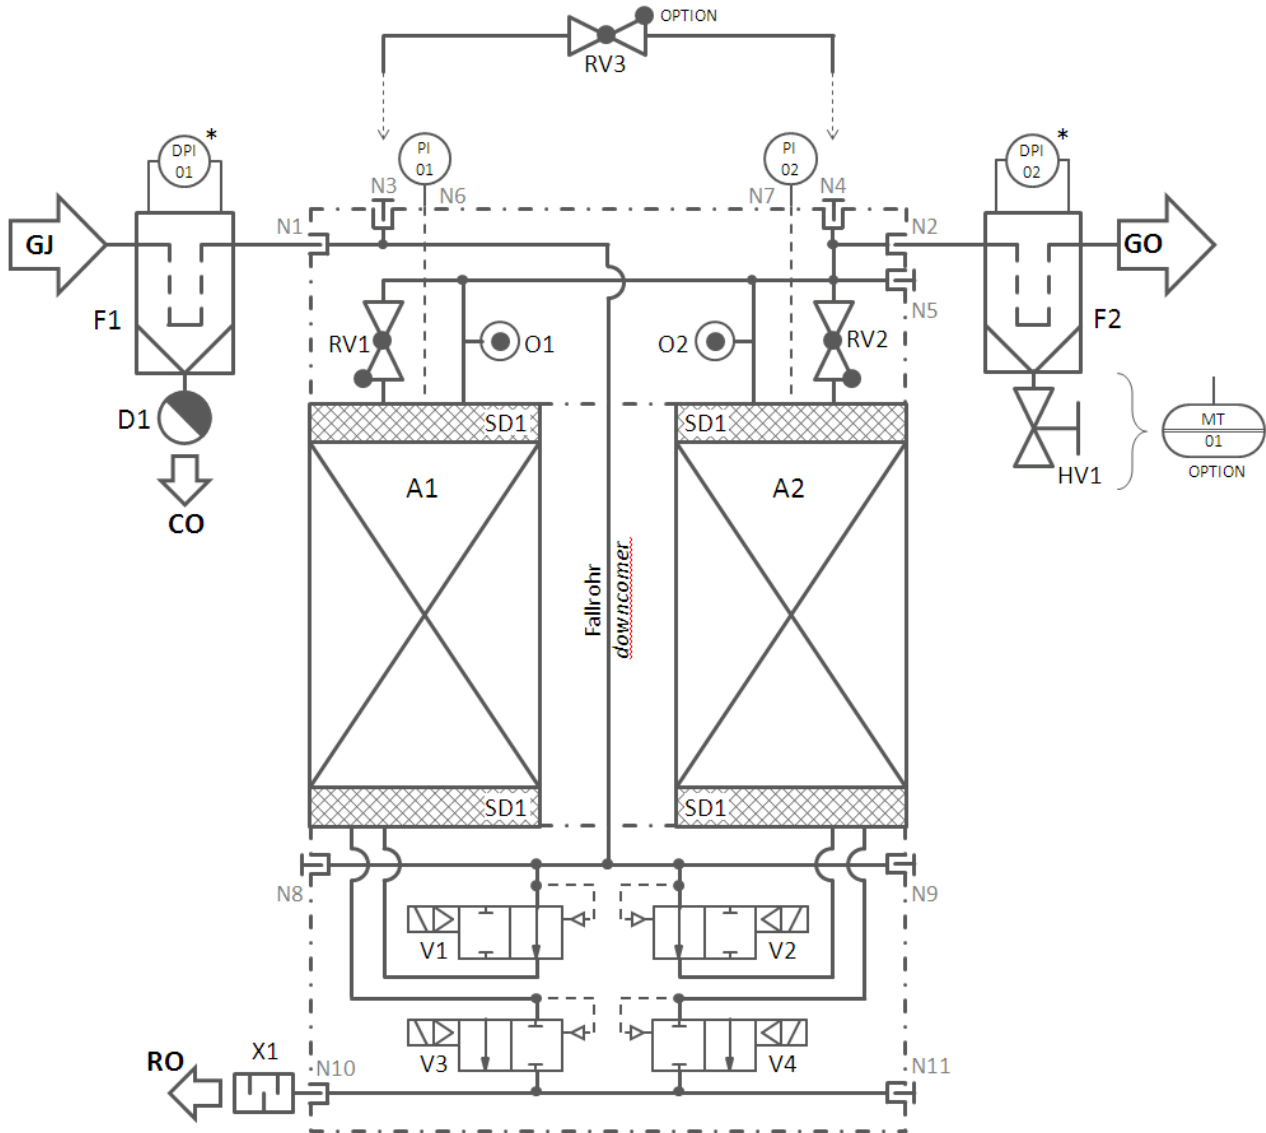 OPTION
RV3
DPI
01
*
PI
01
PI
02
DPI
02
*
N3
N6
N7
N4
N1
N2
GJ
GO
N5
F1
F2
RV1
O1
O2
RV2
D1
SD1
SD1
MT
01
OPTION
HV1
A1
A2
CO
Fallrohr
downcomer
SD1
SD1
N8
N9
V1
V2
V3
V4
RO
X1
N10
N11